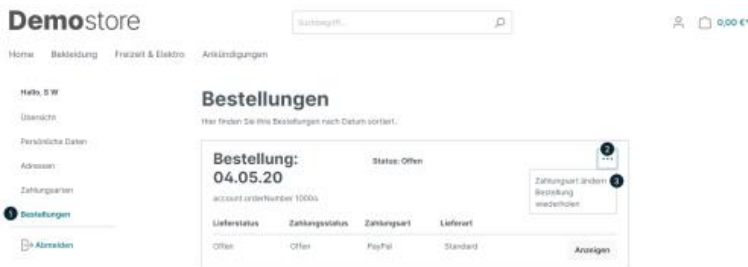 Demostore
Suchbegriff...
0,00 €*
Home Bekleidung Freizeit & Elektro Ankündigungen
Hallo, S W
Übersicht
Persönliche Daten
Adressen
Zahlungsarten
1 Bestellungen
Abmelden
Bestellungen
Hier finden Sie Ihre Bestellungen nach Datum sortiert.
Bestellung:
04.05.20
Status: Offen
2
...
Zahlungsart ändern 3
Bestellung
wiederholen
account.orderNumber 10004
Lieferstatus Zahlungsstatus Zahlungsart Lieferart
Offen Offen PayPal Standard
Anzeigen